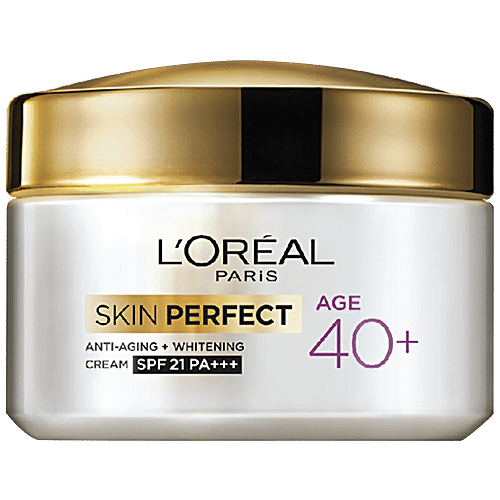 L'ORÉAL
PARiS
SKIN PERFECT
ANTI-AGING + WHITENING
CREAM SPF 21 PA+++
AGE
40+